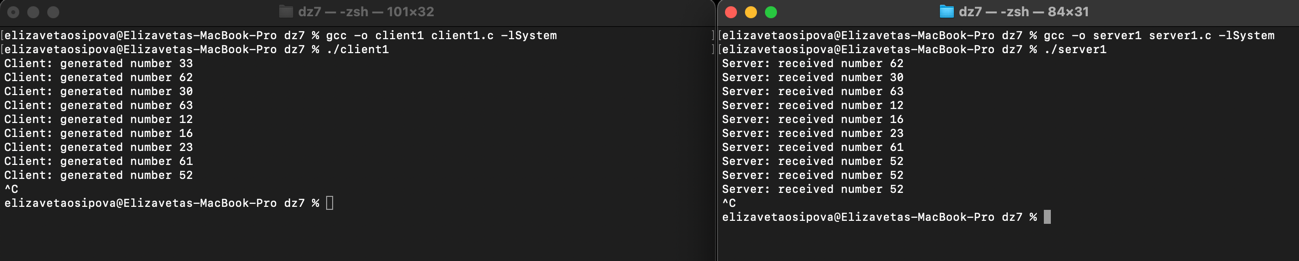 dz7 — -zsh — 101×32
[elizavetaosipova@Elizavetas-MacBook-Pro dz7 % gcc -o client1 client1.c -lSystem ]
[elizavetaosipova@Elizavetas-MacBook-Pro dz7 % ./client1 ]
Client: generated number 33
Client: generated number 62
Client: generated number 30
Client: generated number 63
Client: generated number 12
Client: generated number 16
Client: generated number 23
Client: generated number 61
Client: generated number 52
^C
elizavetaosipova@Elizavetas-MacBook-Pro dz7 %
dz7 — -zsh — 84×31
[elizavetaosipova@Elizavetas-MacBook-Pro dz7 % gcc -o server1 server1.c -lSystem
[elizavetaosipova@Elizavetas-MacBook-Pro dz7 % ./server1
Server: received number 62
Server: received number 30
Server: received number 63
Server: received number 12
Server: received number 16
Server: received number 23
Server: received number 61
Server: received number 52
Server: received number 52
Server: received number 52
^C
elizavetaosipova@Elizavetas-MacBook-Pro dz7 %